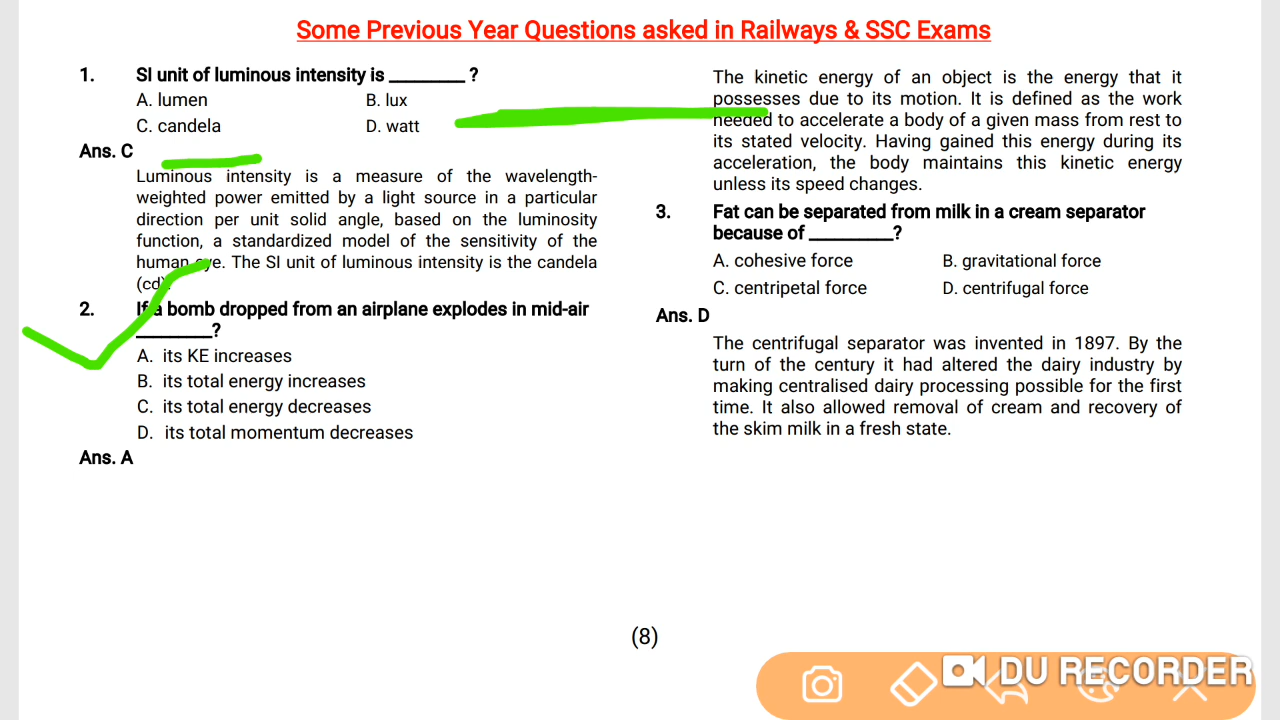 Some Previous Year Questions asked in Railways & SSC Exams
1. SI unit of luminous intensity is ________ ?
A. lumen B. lux
C. candela D. watt
Ans. C
Luminous intensity is a measure of the wavelength-
weighted power emitted by a light source in a particular
direction per unit solid angle, based on the luminosity
function, a standardized model of the sensitivity of the
human eye. The SI unit of luminous intensity is the candela
(cd).
2. If a bomb dropped from an airplane explodes in mid-air
________?
A. its KE increases
B. its total energy increases
C. its total energy decreases
D. its total momentum decreases
Ans. A
The kinetic energy of an object is the energy that it
possesses due to its motion. It is defined as the work
needed to accelerate a body of a given mass from rest to
its stated velocity. Having gained this energy during its
acceleration, the body maintains this kinetic energy
unless its speed changes.
3. Fat can be separated from milk in a cream separator
because of _________?
A. cohesive force B. gravitational force
C. centripetal force D. centrifugal force
Ans. D
The centrifugal separator was invented in 1897. By the
turn of the century it had altered the dairy industry by
making centralised dairy processing possible for the first
time. It also allowed removal of cream and recovery of
the skim milk in a fresh state.
(8)
DU RECORDER